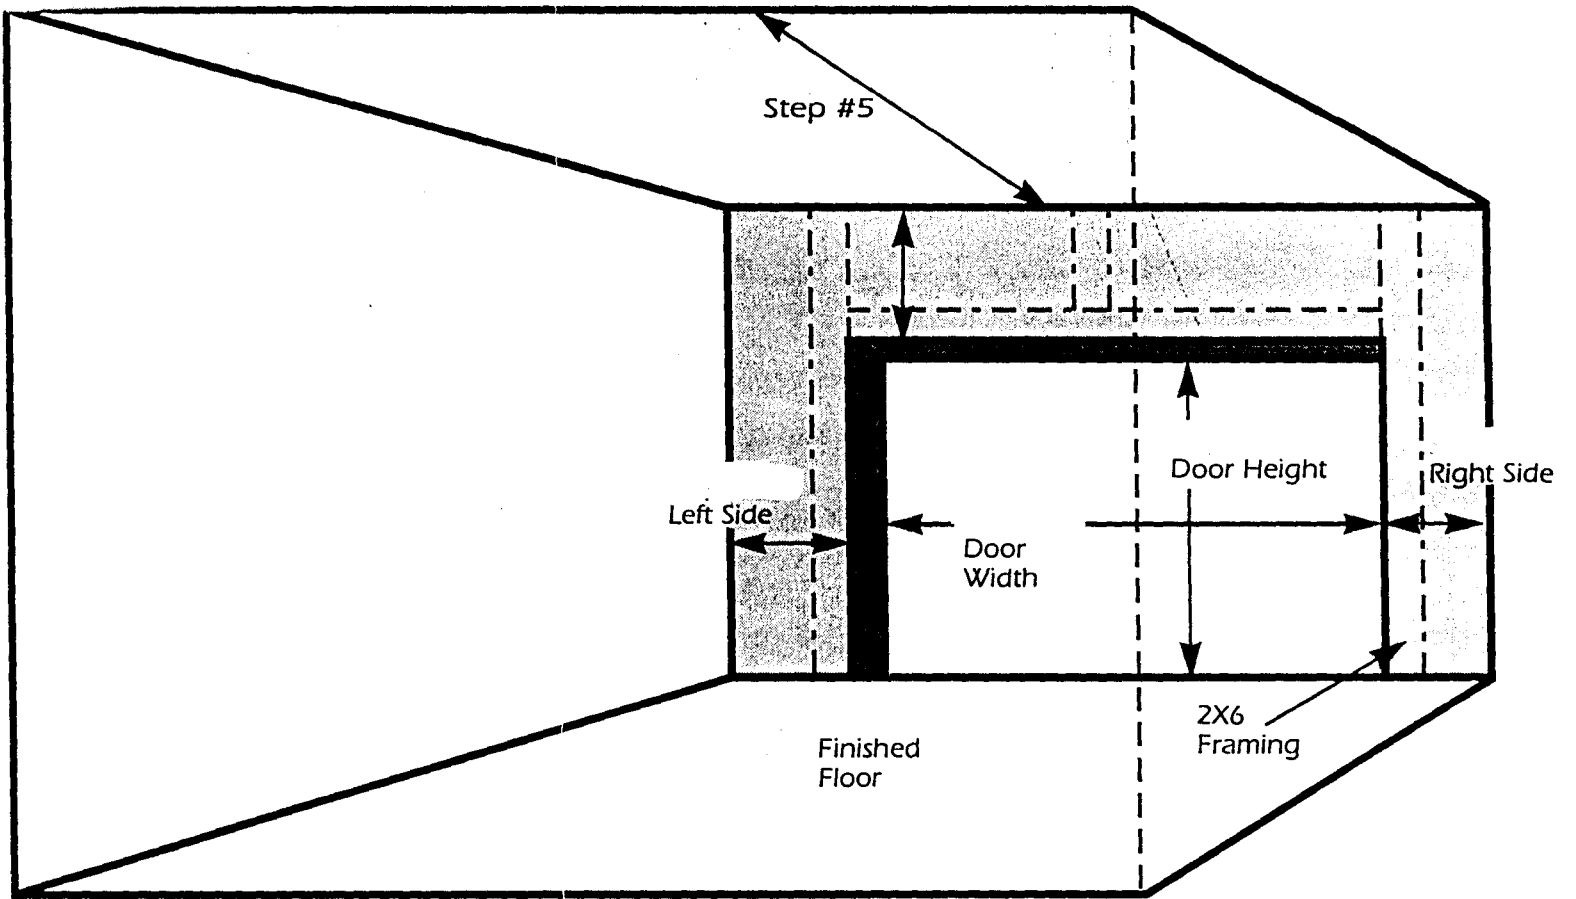 Step #5
Door Height
Right Side
Left Side
Door
Width
2X6
Framing
Finished
Floor